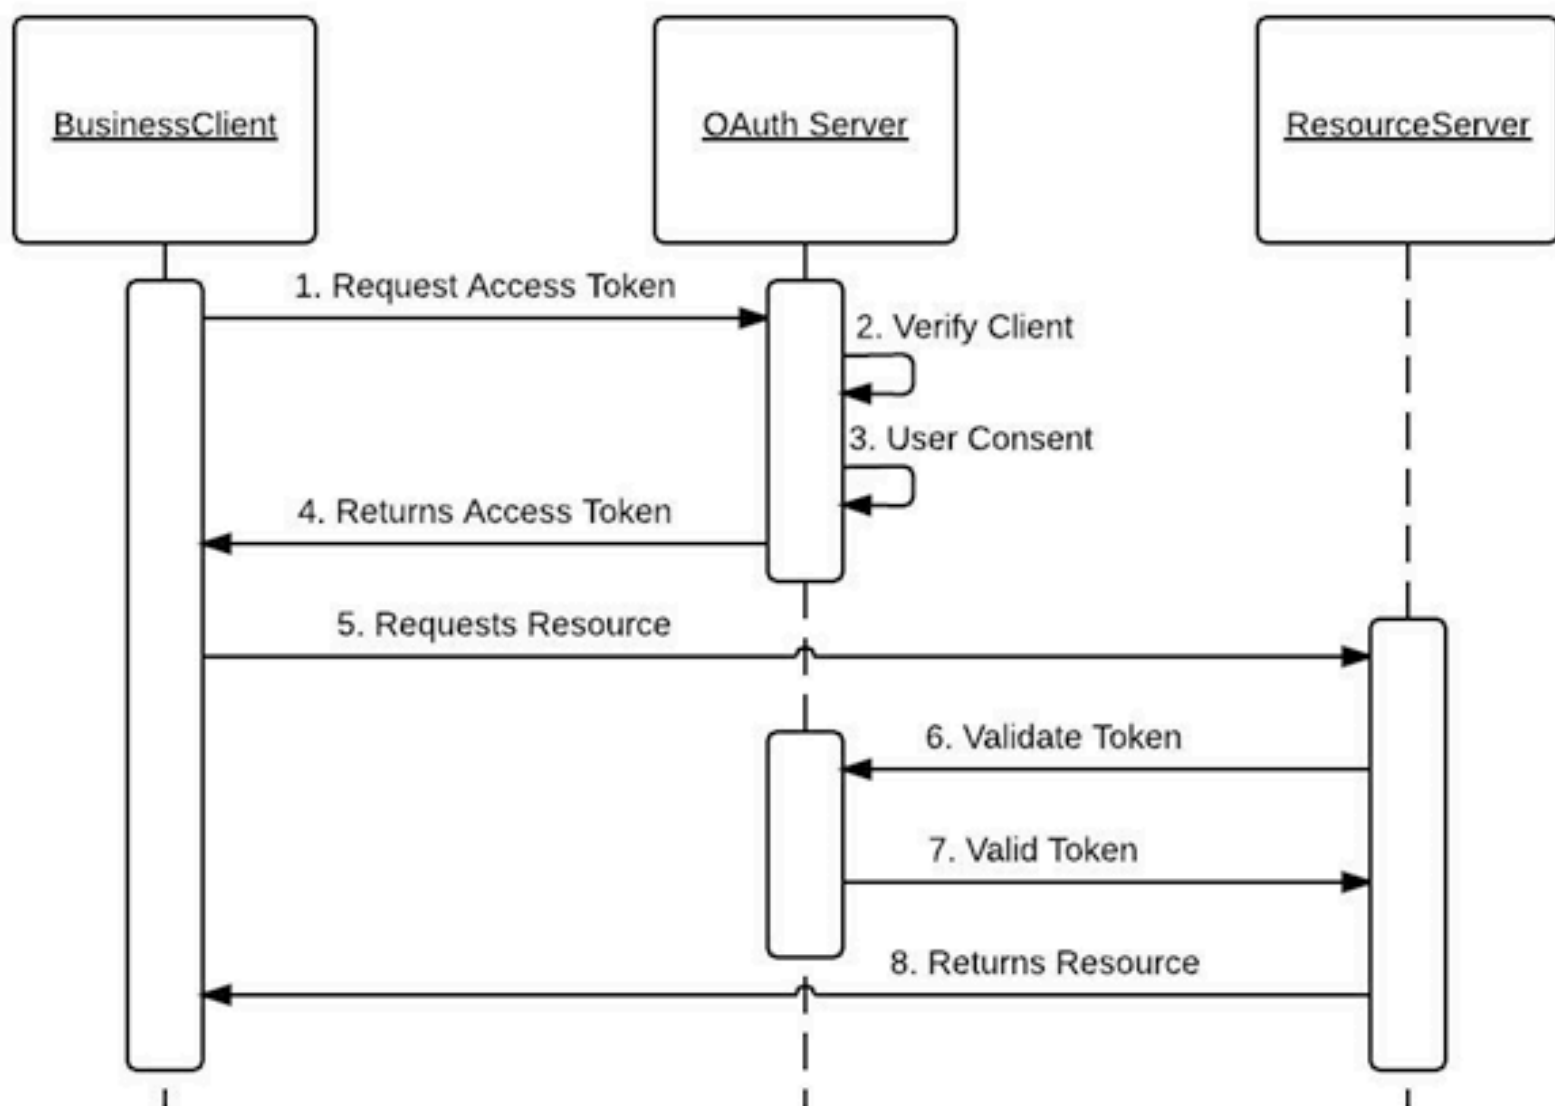 BusinessClient
OAuth Server
ResourceServer
1. Request Access Token
2. Verify Client
3. User Consent
4. Returns Access Token
5. Requests Resource
6. Validate Token
7. Valid Token
8. Returns Resource